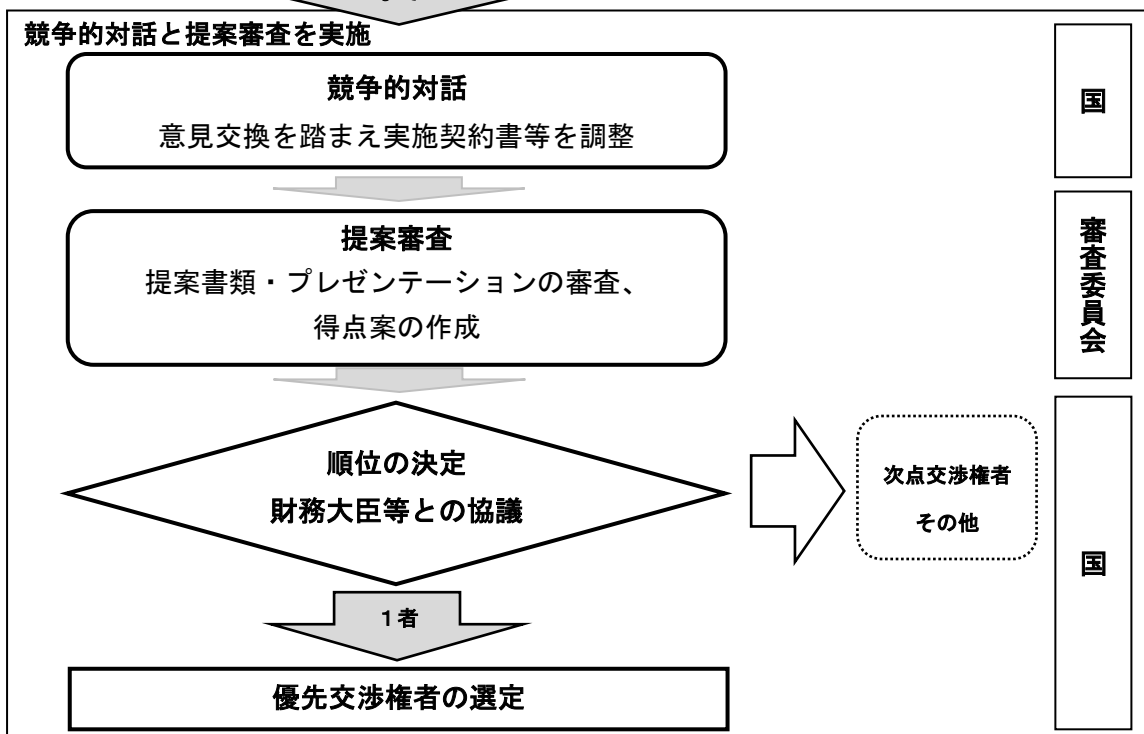 競争的対話と提案審査を実施
競争的対話
意見交換を踏まえ実施契約書等を調整
国
提案審査
提案書類・プレゼンテーションの審査、
得点案の作成
審査委員会
順位の決定
財務大臣等との協議
次点交渉権者
その他
国
1者
優先交渉権者の選定